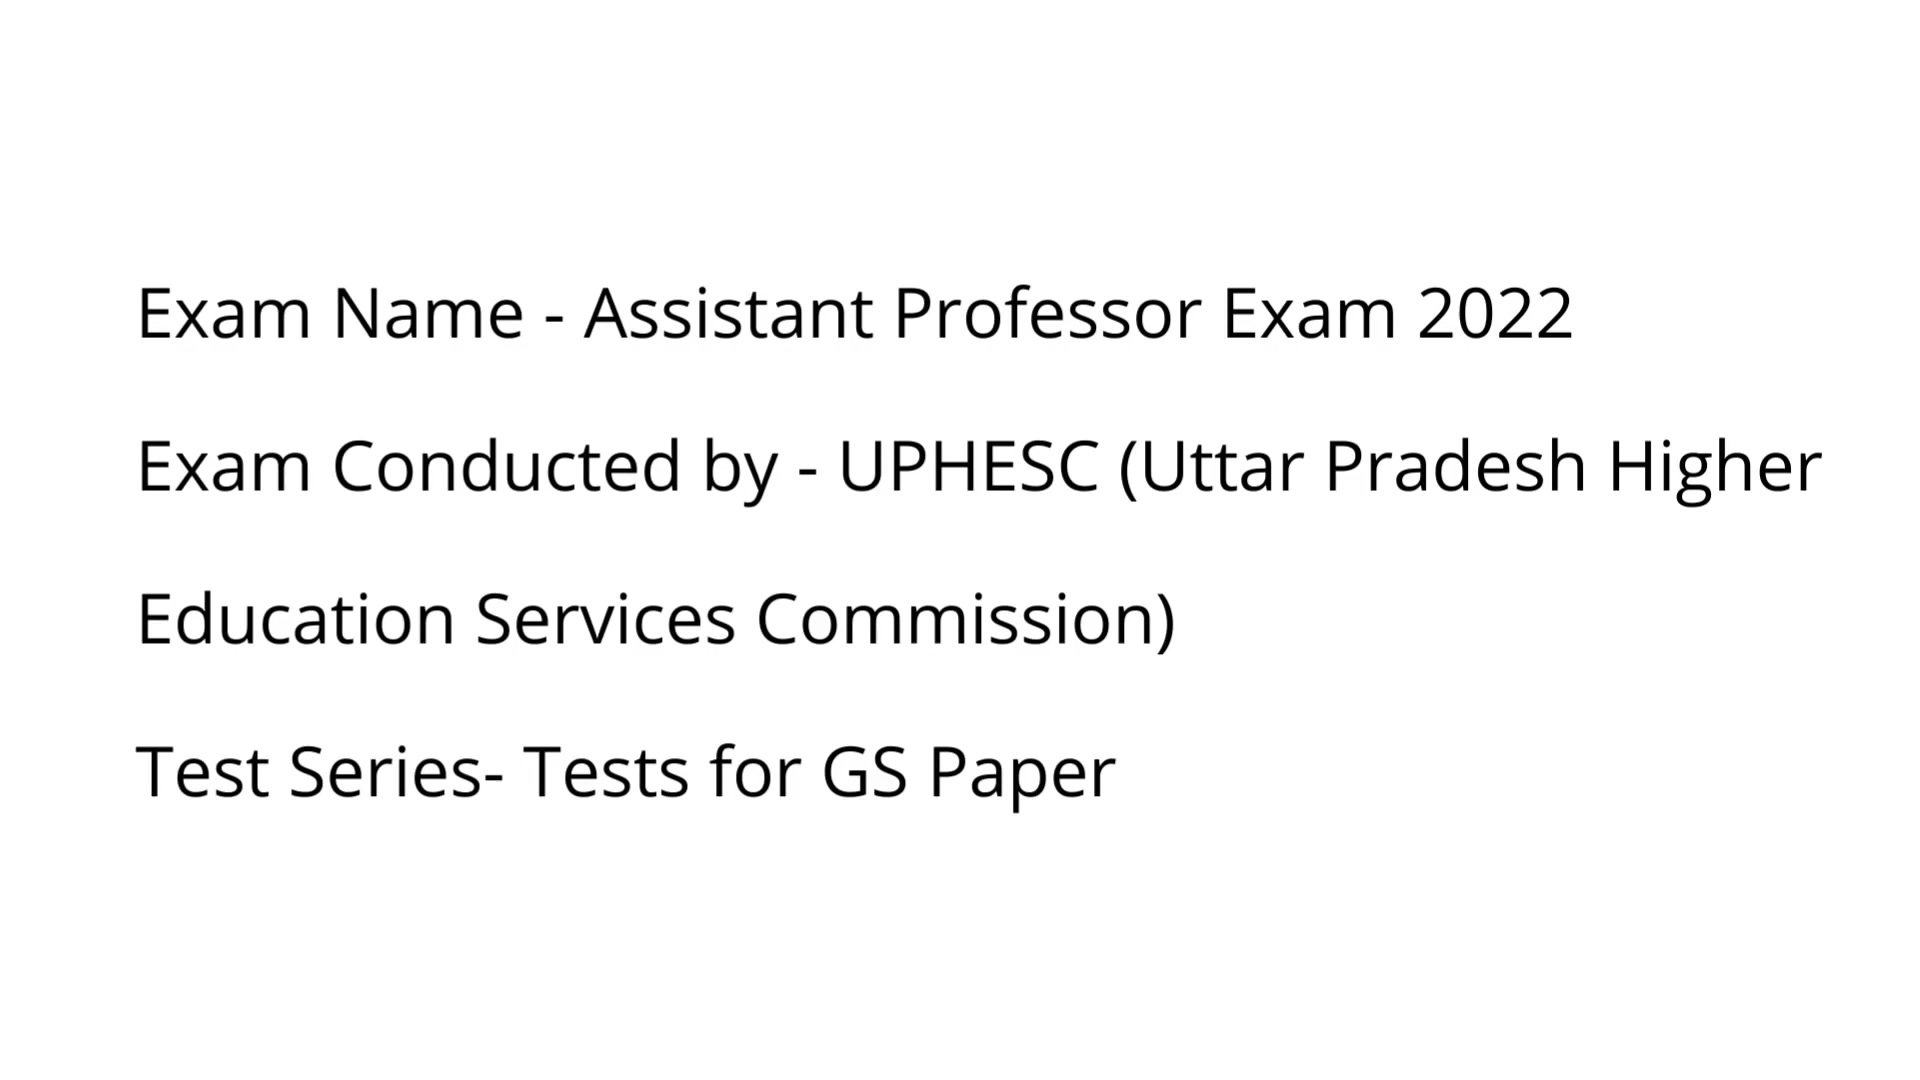 Exam Name - Assistant Professor Exam 2022
Exam Conducted by - UPHESC (Uttar Pradesh Higher
Education Services Commission)
Test Series- Tests for GS Paper